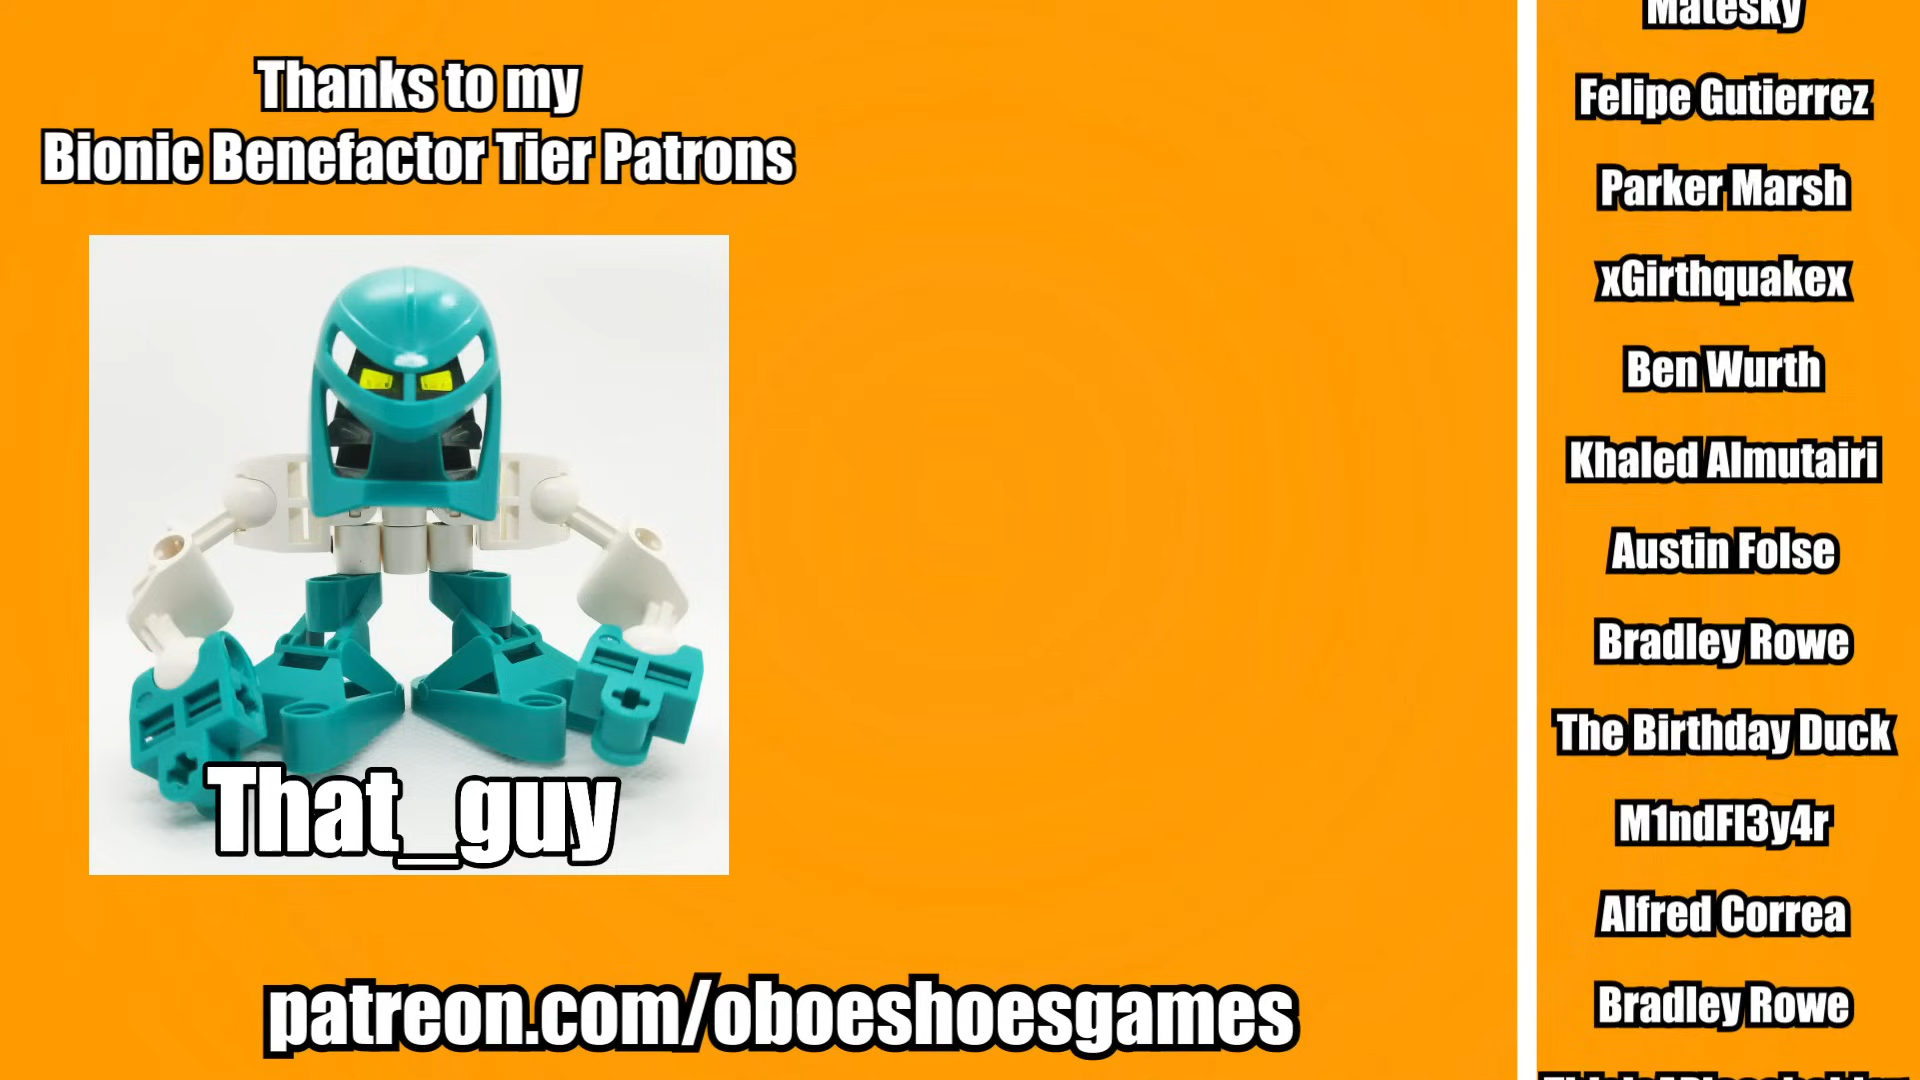 Thanks to my
Bionic Benefactor Tier Patrons
That_guy
patreon.com/oboeshoesgames
Matesky
Felipe Gutierrez
Parker Marsh
xGirthquakex
Ben Wurth
Khaled Almutairi
Austin Folse
Bradley Rowe
The Birthday Duck
M1ndFl3y4r
Alfred Correa
Bradley Rowe